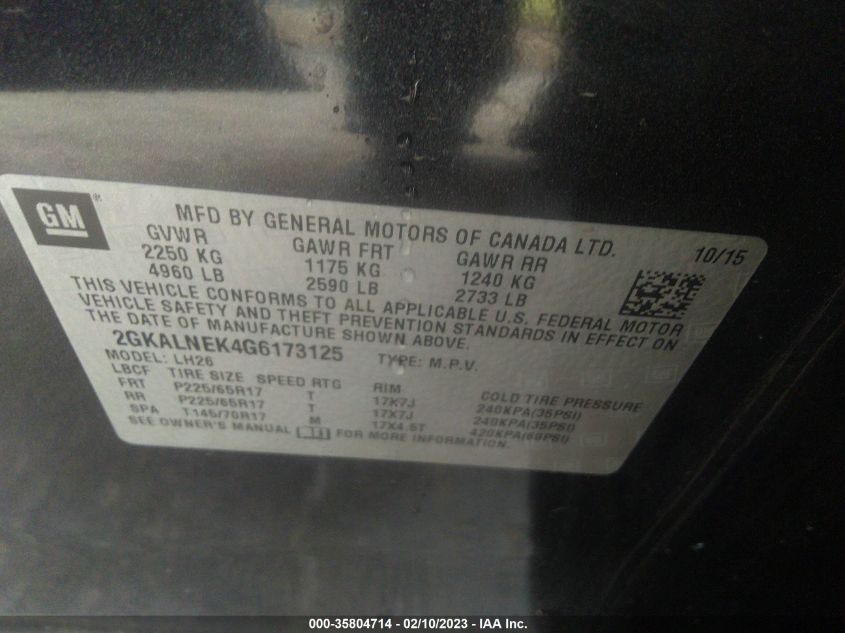 GM®
MFD BY GENERAL MOTORS OF CANADA LTD.
10/15
GVWR GAWR FRT GAWR RR
2250 KG 1175 KG 1240 KG
4960 LB 2590 LB 2733 LB
THIS VEHICLE CONFORMS TO ALL APPLICABLE U.S. FEDERAL MOTOR
VEHICLE SAFETY AND THEFT PREVENTION STANDARDS IN EFFECT ON
THE DATE OF MANUFACTURE SHOWN ABOVE.
2GKALNEK4G6173125 TYPE: M.P.V.
MODEL: LH26
LBCF TIRE SIZE SPEED RTG RIM COLD TIRE PRESSURE
FRT P225/65R17 T 17X7J 240KPA(35PSI)
RR P225/65R17 T 17X7J 240KPA(35PSI)
SPA T145/70R17 M 17X4.5T 420KPA(60PSI)
SEE OWNER'S MANUAL FOR MORE INFORMATION.
000-35804714 - 02/10/2023 - IAA Inc.